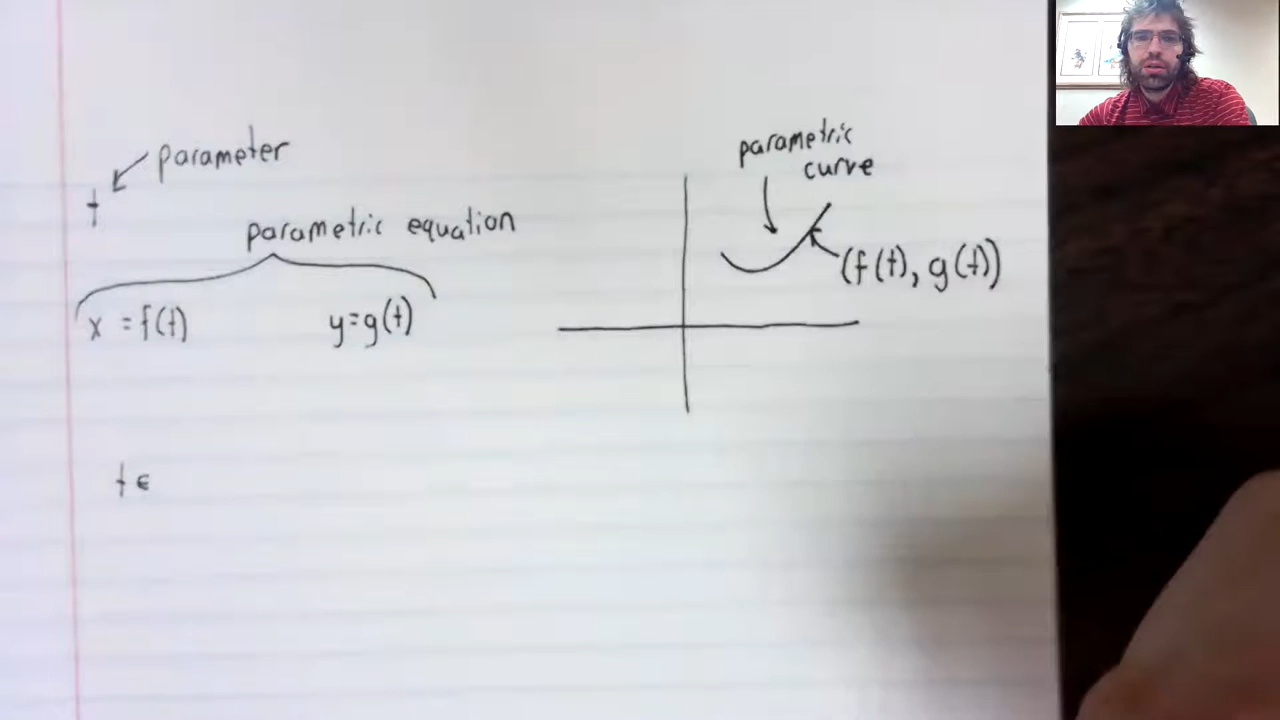 parameter
t
parametric equation
x = f(t)
y=g(t)
parametric
curve
(f(t), g(t))
t ∈